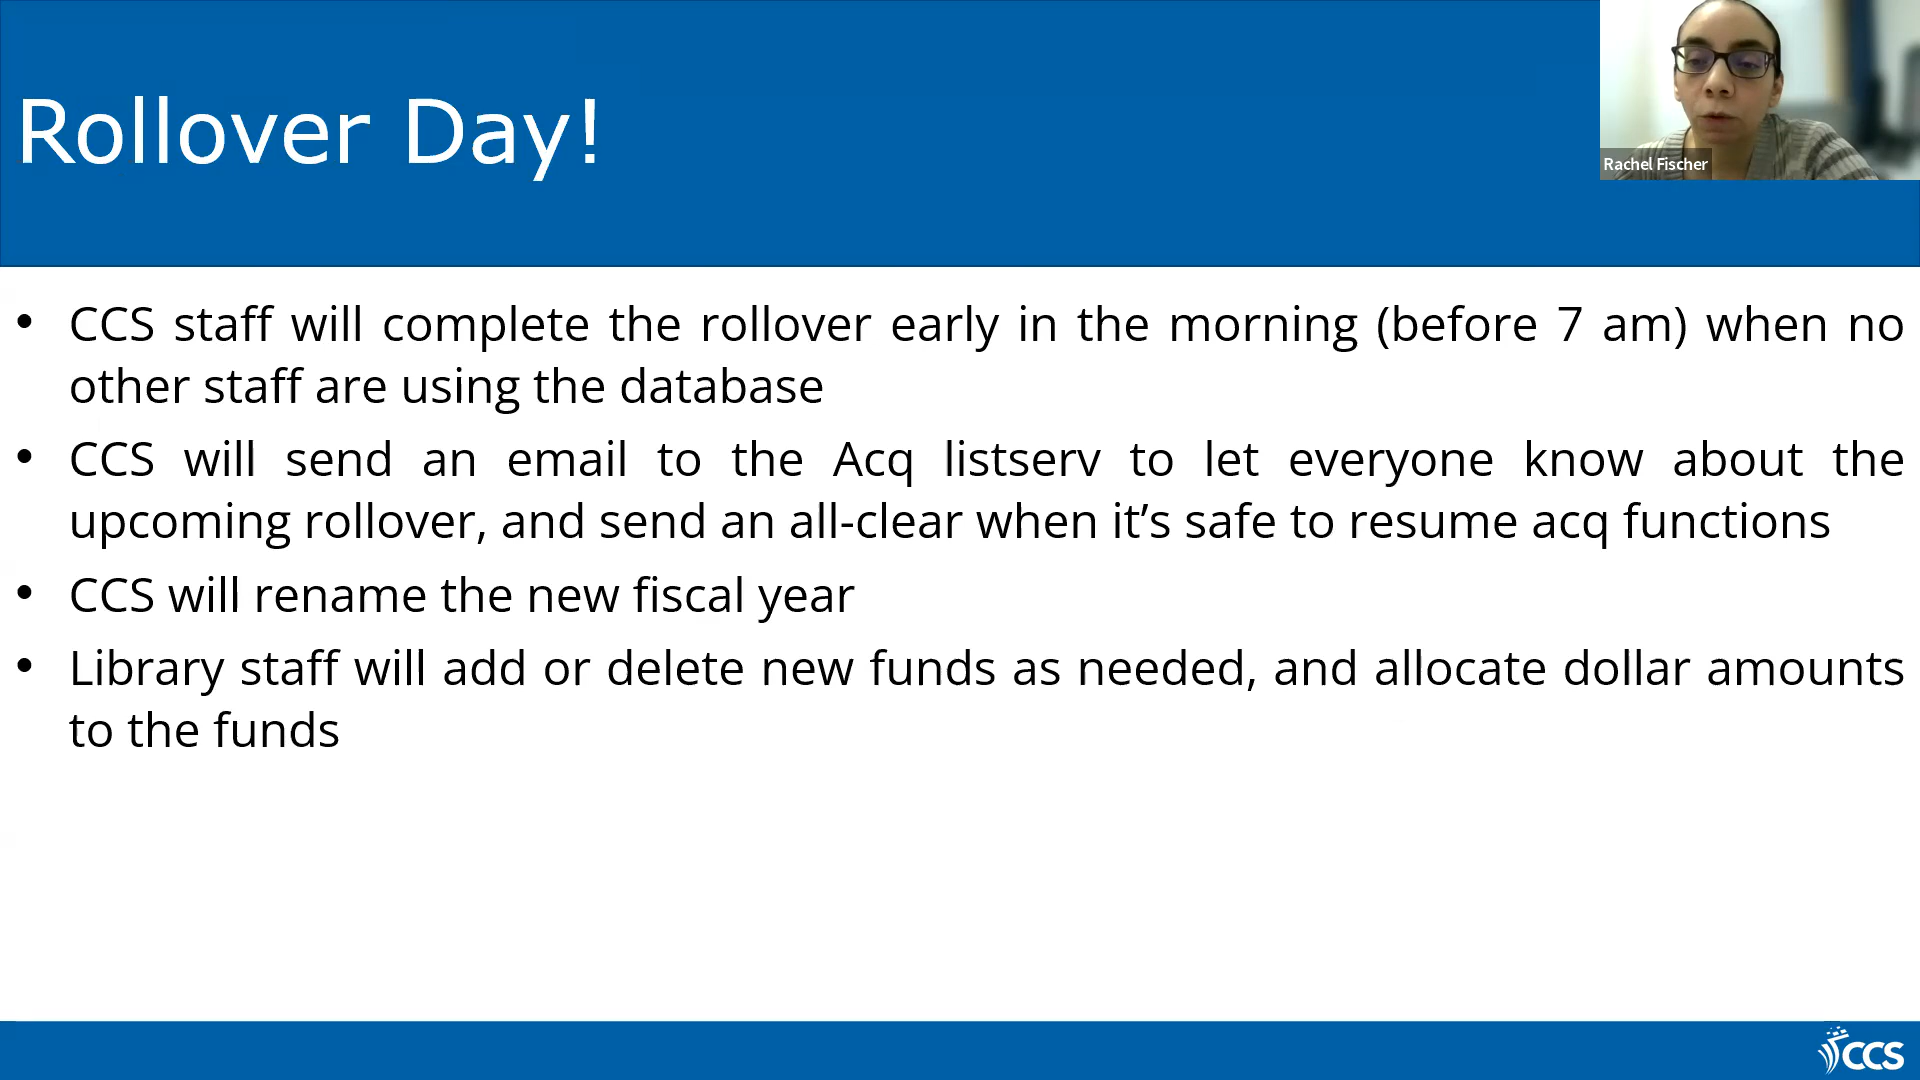 Rollover Day!
Rachel Fischer
• CCS staff will complete the rollover early in the morning (before 7 am) when no
other staff are using the database
• CCS will send an email to the Acq listserv to let everyone know about the
upcoming rollover, and send an all-clear when it’s safe to resume acq functions
• CCS will rename the new fiscal year
• Library staff will add or delete new funds as needed, and allocate dollar amounts
to the funds
CCS